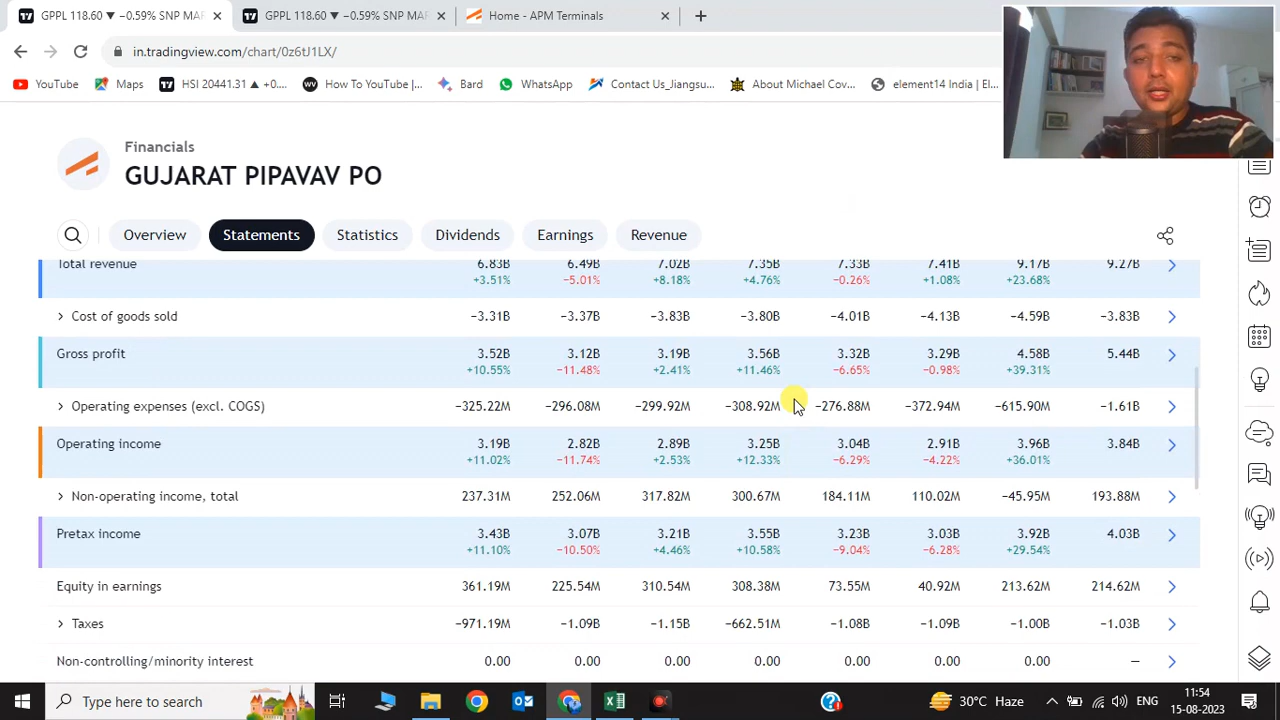 GPPL 118.60 ▼ −0.59% SNP MAR
GPPL 118.60 ▼ −0.59% SNP MAR
Home - APM Terminals
in.tradingview.com/chart/0z6tJ1LX/
YouTube
Maps
HSI 20441.31 ▲ +0...
How To YouTube |...
Bard
WhatsApp
Contact Us_Jiangsu...
About Michael Cov...
element14 India | El...
Financials
GUJARAT PIPAVAV PO
Overview
Statements
Statistics
Dividends
Earnings
Revenue
Total revenue 6.83B 6.49B 7.02B 7.35B 7.33B 7.41B 9.17B 9.27B
+3.51% −5.01% +8.18% +4.76% −0.26% +1.08% +23.68%
Cost of goods sold −3.31B −3.37B −3.83B −3.80B −4.01B −4.13B −4.59B −3.83B
Gross profit 3.52B 3.12B 3.19B 3.56B 3.32B 3.29B 4.58B 5.44B
+10.55% −11.48% +2.41% +11.46% −6.65% −0.98% +39.31%
Operating expenses (excl. COGS) −325.22M −296.08M −299.92M −308.92M −276.88M −372.94M −615.90M −1.61B
Operating income 3.19B 2.82B 2.89B 3.25B 3.04B 2.91B 3.96B 3.84B
+11.02% −11.74% +2.53% +12.33% −6.29% −4.22% +36.01%
Non-operating income, total 237.31M 252.06M 317.82M 300.67M 184.11M 110.02M −45.95M 193.88M
Pretax income 3.43B 3.07B 3.21B 3.55B 3.23B 3.03B 3.92B 4.03B
+11.10% −10.50% +4.46% +10.58% −9.04% −6.28% +29.54%
Equity in earnings 361.19M 225.54M 310.54M 308.38M 73.55M 40.92M 213.62M 214.62M
Taxes −971.19M −1.09B −1.15B −662.51M −1.08B −1.09B −1.00B −1.03B
Non-controlling/minority interest 0.00 0.00 0.00 0.00 0.00 0.00 0.00 —
Type here to search
30°C Haze
ENG
11:54
15-08-2023